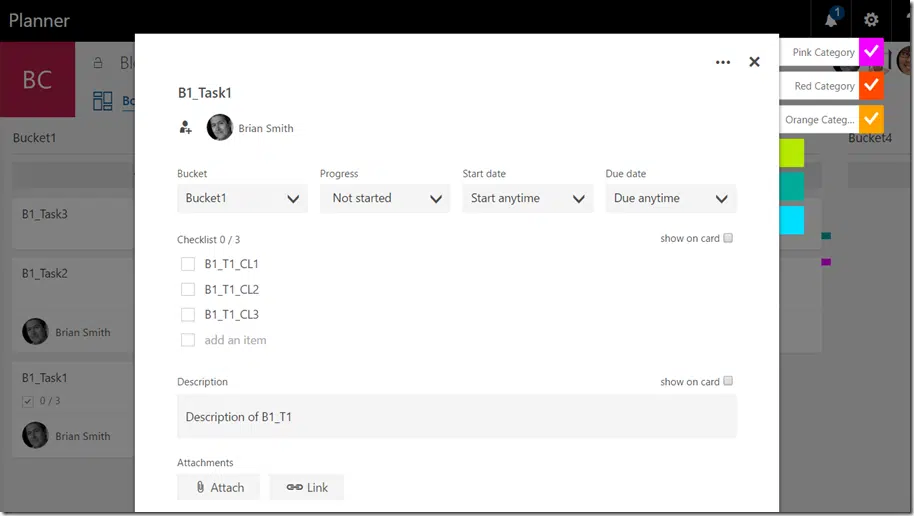 Planner
1
BC
Bl
Bo
Bucket1
B1_Task3
B1_Task2
Brian Smith
B1_Task1
0 / 3
Brian Smith
B1_Task1
Brian Smith
Bucket
Progress
Start date
Due date
Bucket1
Not started
Start anytime
Due anytime
Checklist 0 / 3
show on card
B1_T1_CL1
B1_T1_CL2
B1_T1_CL3
add an item
Description
show on card
Description of B1_T1
Attachments
Attach
Link
Pink Category
Red Category
Orange Categ...
Bucket4